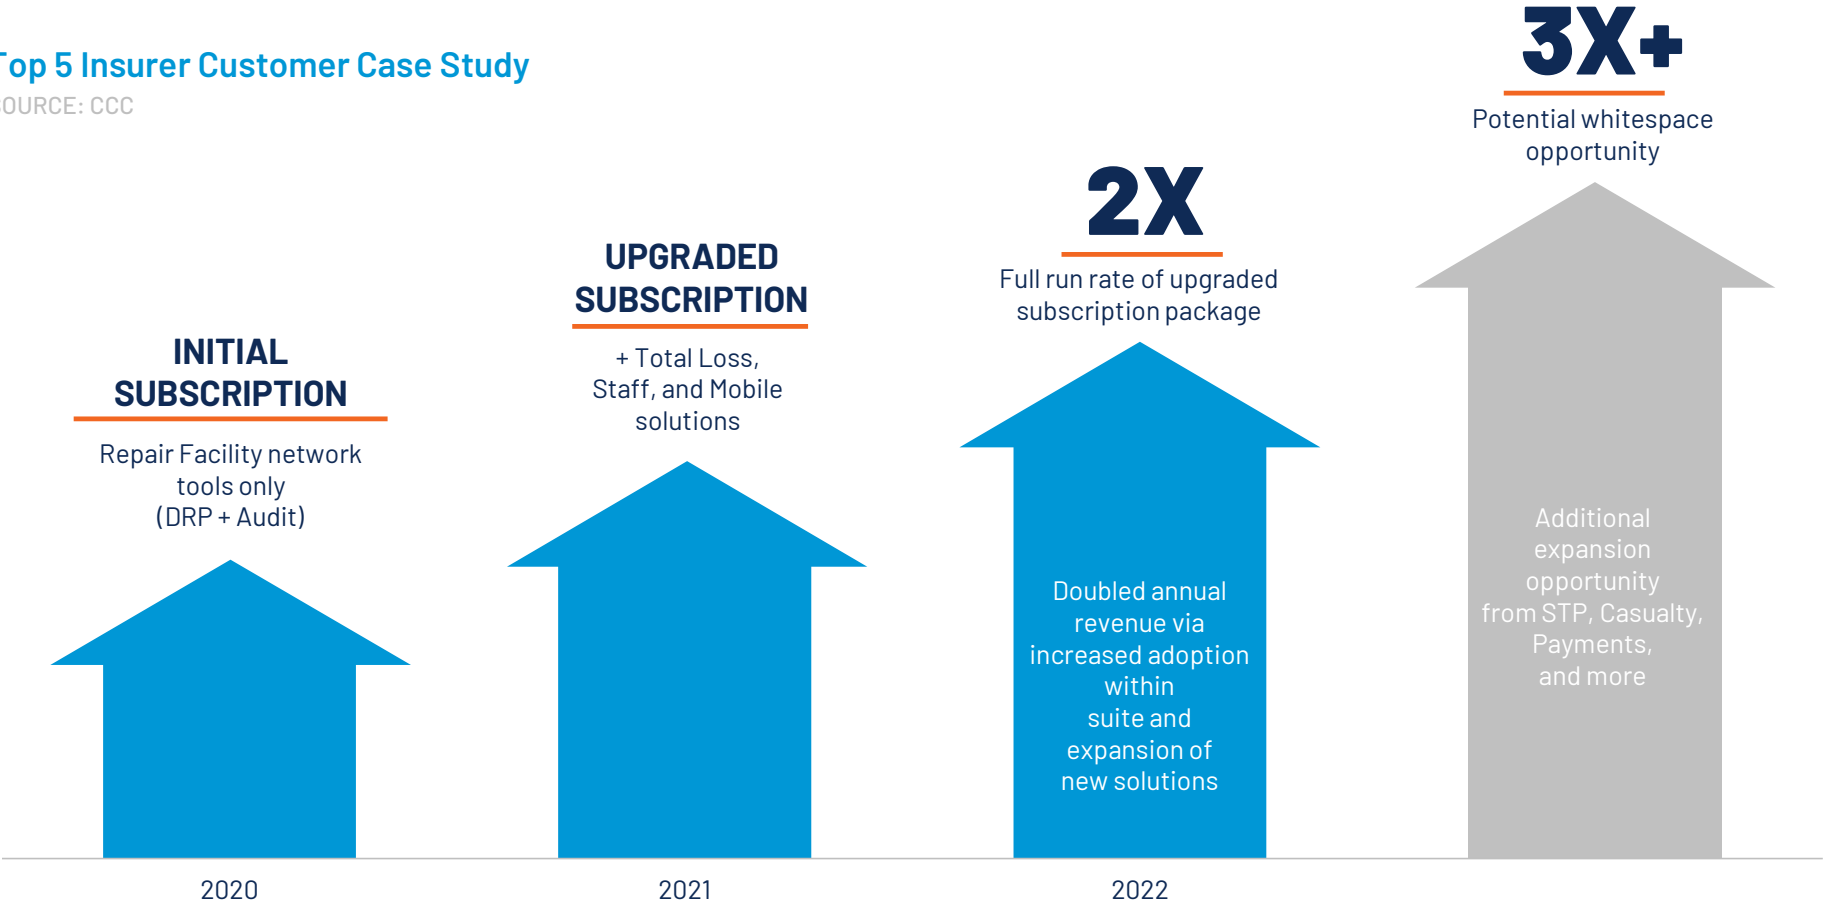 Top 5 Insurer Customer Case Study
SOURCE: CCC
INITIAL
SUBSCRIPTION
Repair Facility network
tools only
(DRP + Audit)
2020
UPGRADED
SUBSCRIPTION
+ Total Loss,
Staff, and Mobile
solutions
2021
2X
Full run rate of upgraded
subscription package
Doubled annual
revenue via
increased adoption
within
suite and
expansion of
new solutions
2022
3X+
Potential whitespace
opportunity
Additional
expansion
opportunity
from STP, Casualty,
Payments,
and more